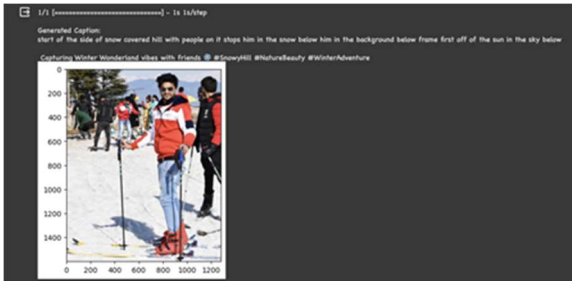 1/1 [==============================] - 1s 1s/step
Generated Caption:
start of the side of snow covered hill with people on it stops him in the snow below him in the background below frame first off of the sun in the sky below
Capturing Winter Wonderland vibes with friends ❄️ #SnowyHill #NatureBeauty #WinterAdventure
0
200
400
600
800
1000
1200
1400
0 200 400 600 800 1000 1200